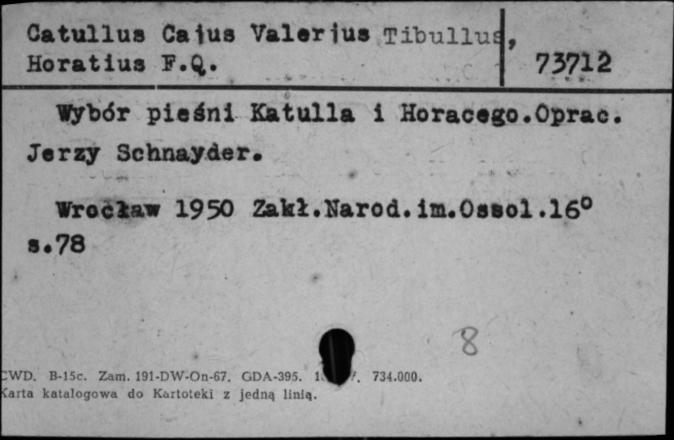 Catullus Caius Valerius Tibullus,
Horatius F.Q.
73712
Wybór pieśni Katulla i Horacego.Oprac.
Jerzy Schnayder.
Wrocław 1950 Zakł.Narod.im.Ossol.16°
s.78
8
CWD. B-15c. Zam. 191-DW-On-67. GDA-395. 734.000.
Karta katalogowa do Kartoteki z jedną linią.